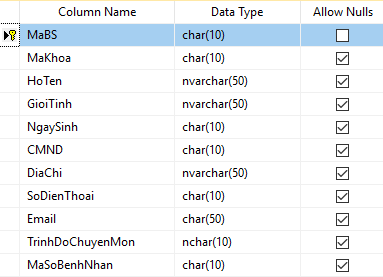 Column Name Data Type Allow Nulls
MaBS char(10)
MaKhoa char(10)
HoTen nvarchar(50)
GioiTinh nvarchar(50)
NgaySinh char(10)
CMND char(10)
DiaChi nvarchar(50)
SoDienThoai char(10)
Email char(50)
TrinhDoChuyenMon nchar(10)
MaSoBenhNhan char(10)